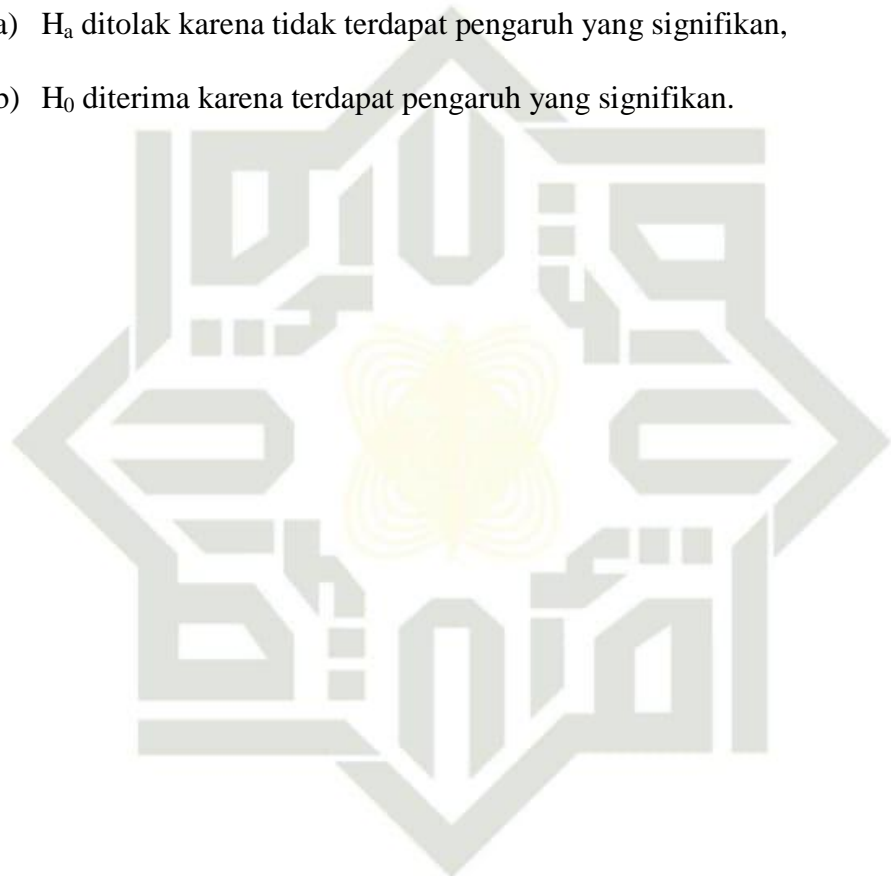 a) Ha ditolak karena tidak terdapat pengaruh yang signifikan,
b) H0 diterima karena terdapat pengaruh yang signifikan.